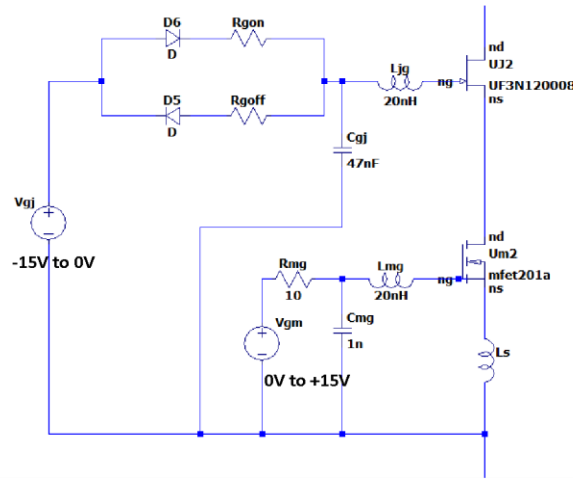 D6
Rgon
D
D5
Rgoff
D
Ljg
20nH
nd
UJ2
ng
UF3N120008
ns
Cgj
47nF
Vgj
-15V to 0V
Rmg
10
Lmg
20nH
nd
Um2
ng
mfet201a
ns
Vgm
Cmg
1n
0V to +15V
Ls